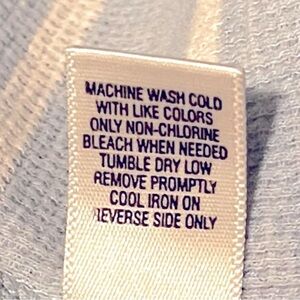 MACHINE WASH COLD
WITH LIKE COLORS
ONLY NON-CHLORINE
BLEACH WHEN NEEDED
TUMBLE DRY LOW
REMOVE PROMPTLY
COOL IRON ON
REVERSE SIDE ONLY